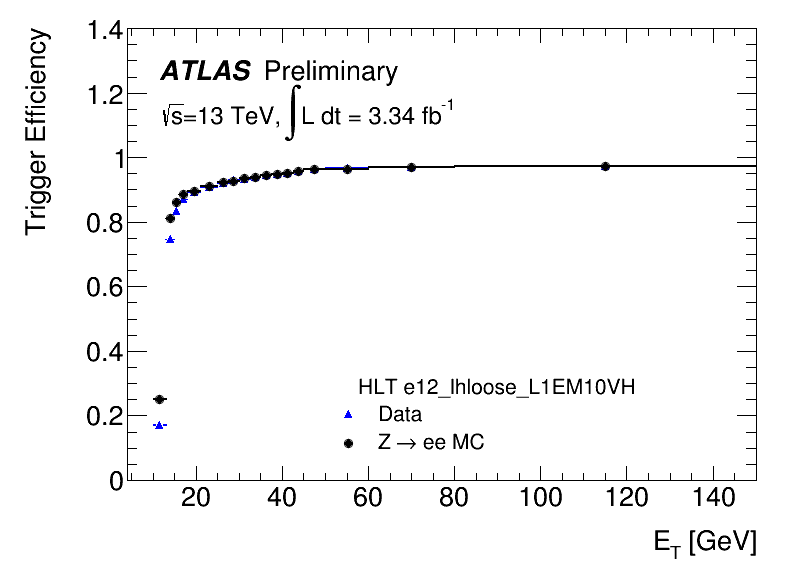 1.4
1.2
1
0.8
0.6
0.4
0.2
0
Trigger Efficiency
ATLAS Preliminary
√s=13 TeV, ∫L dt = 3.34 fb⁻¹
HLT e12_lhloose_L1EM10VH
Data
Z → ee MC
20 40 60 80 100 120 140
E_T [GeV]